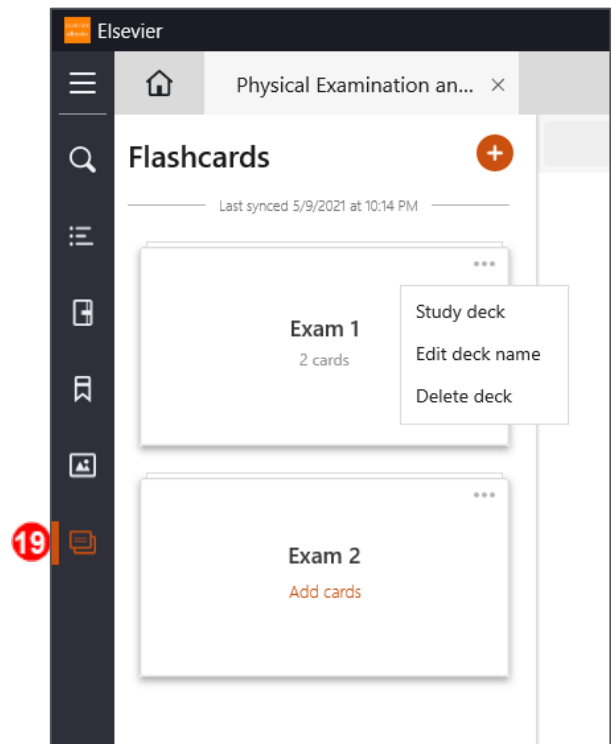 Elsevier
Physical Examination an...
Flashcards
Last synced 5/9/2021 at 10:14 PM
Exam 1
2 cards
Study deck
Edit deck name
Delete deck
19
Exam 2
Add cards